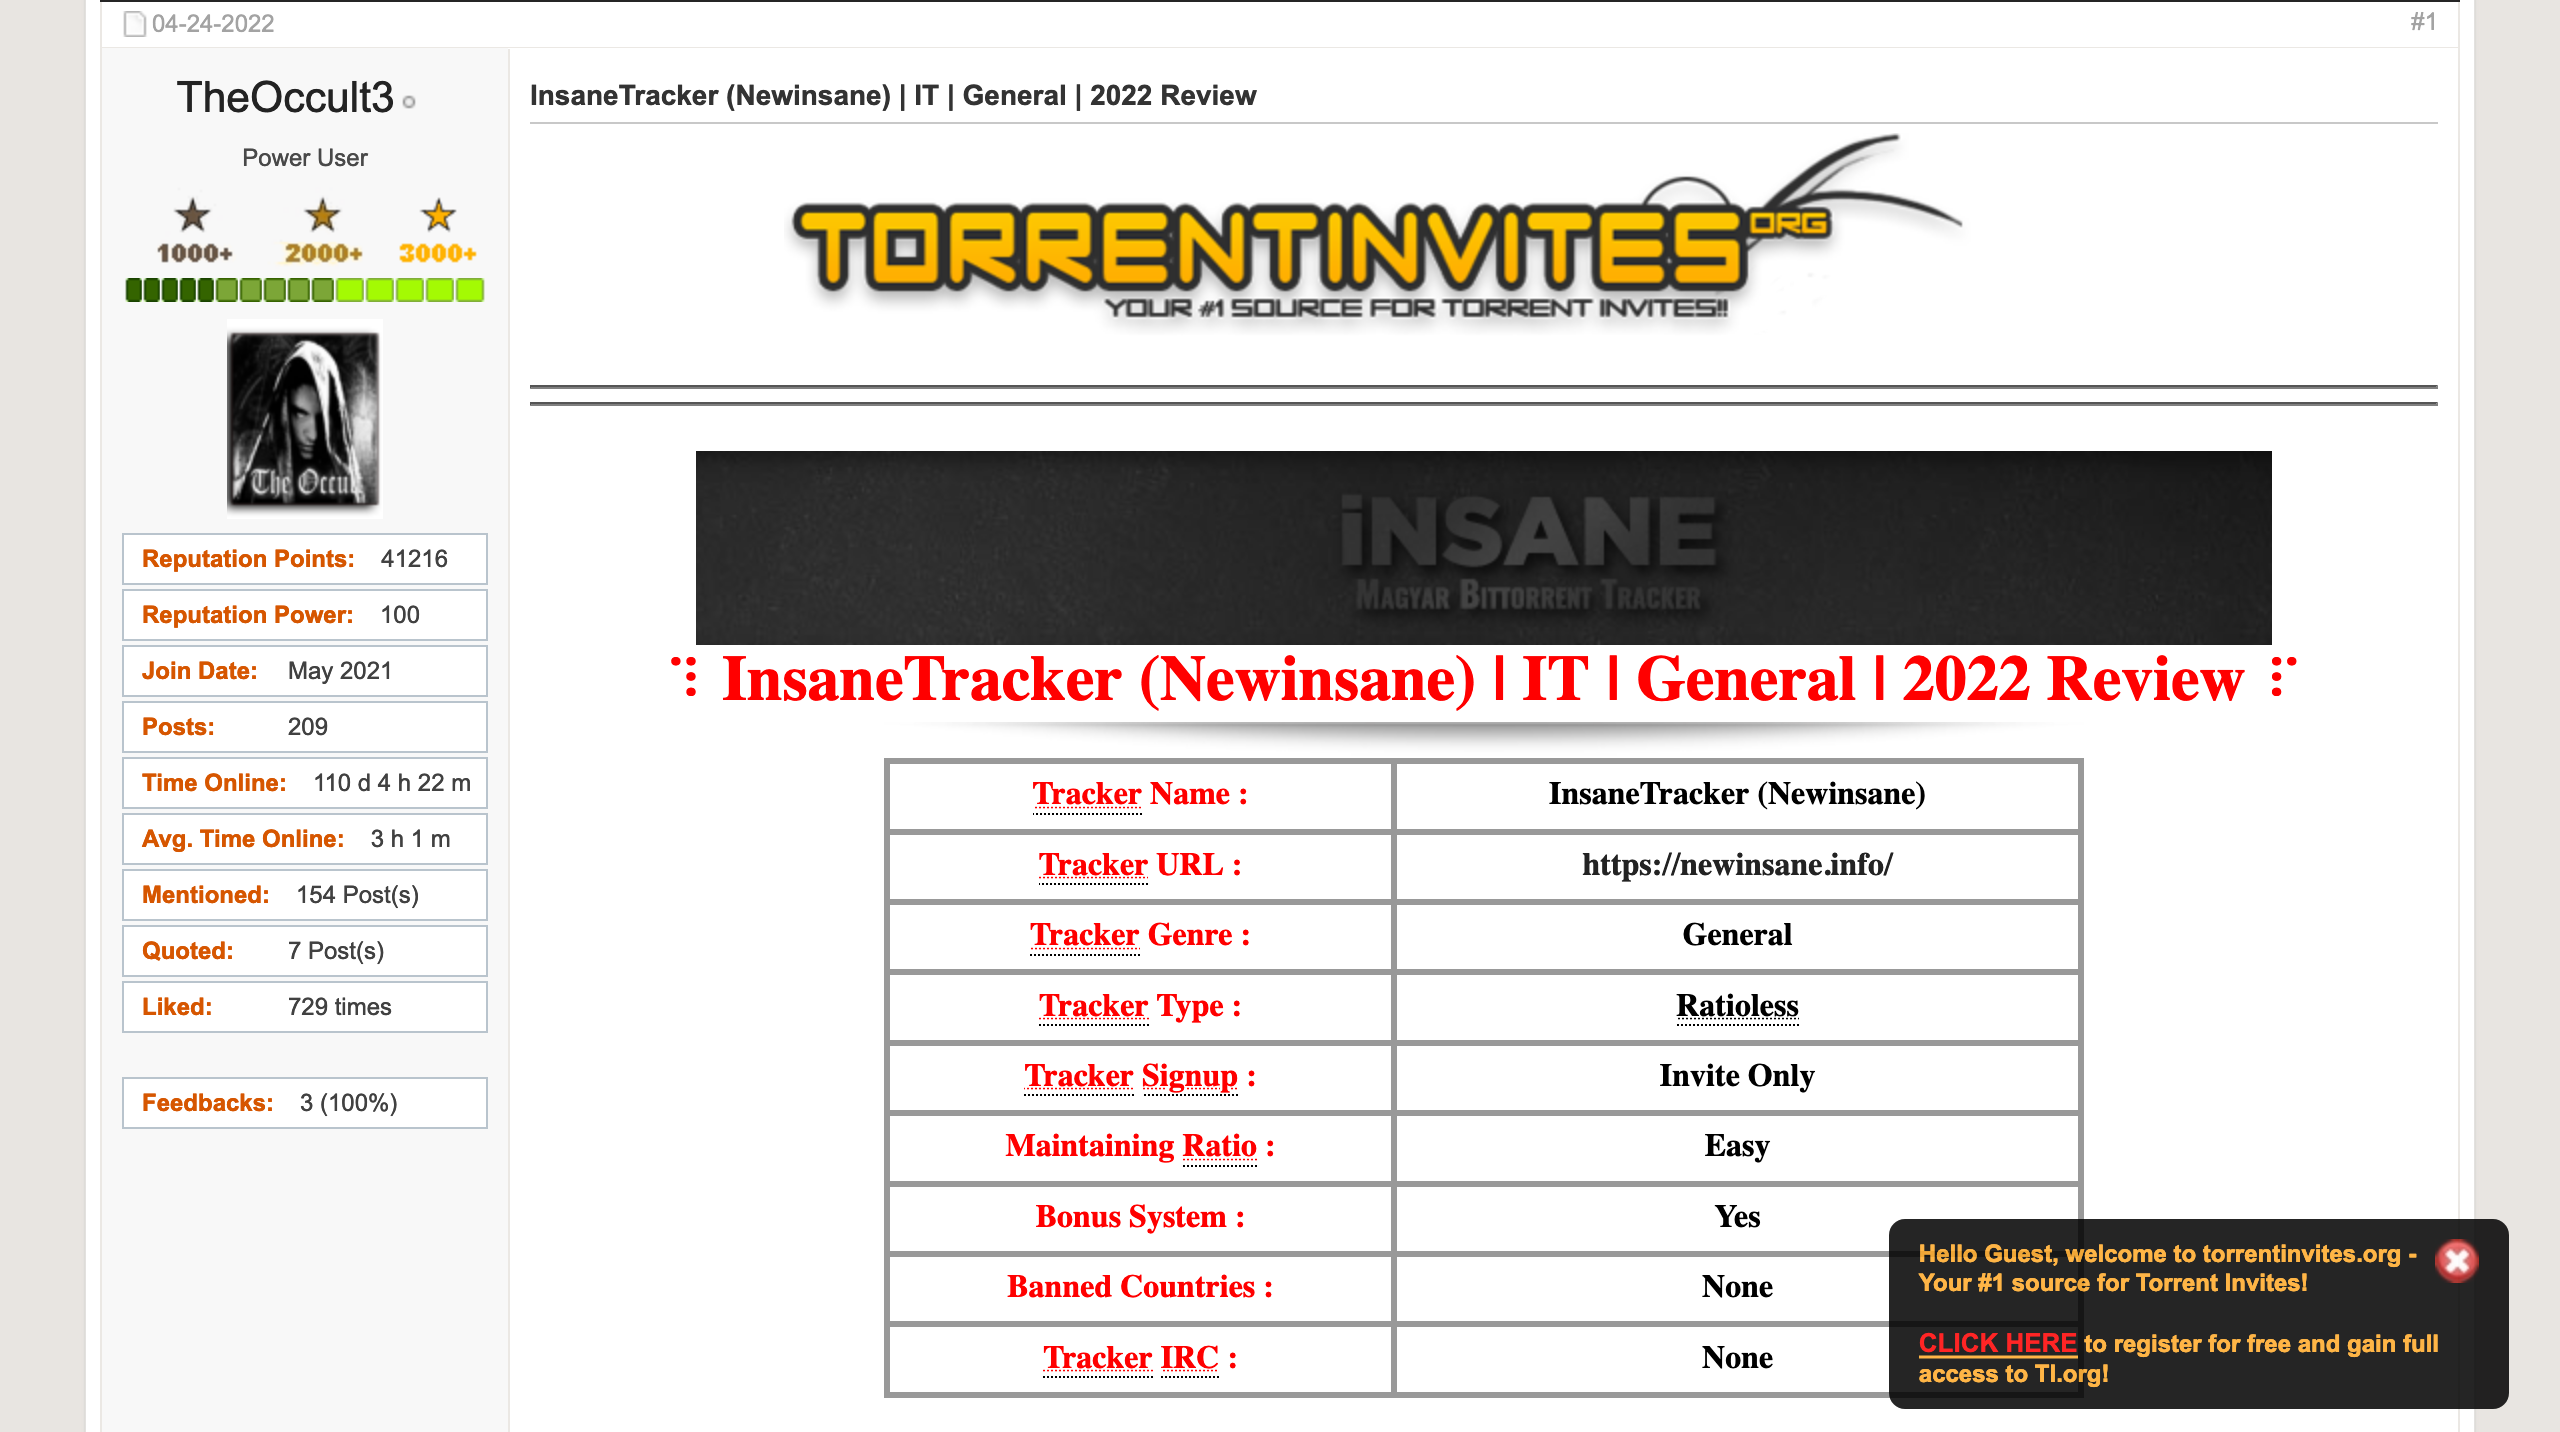 04-24-2022 #1
TheOccult3
Power User
1000+ 2000+ 3000+
The Occult
Reputation Points: 41216
Reputation Power: 100
Join Date: May 2021
Posts: 209
Time Online: 110 d 4 h 22 m
Avg. Time Online: 3 h 1 m
Mentioned: 154 Post(s)
Quoted: 7 Post(s)
Liked: 729 times
Feedbacks: 3 (100%)
InsaneTracker (Newinsane) | IT | General | 2022 Review
TORRENTINVITES ORG
YOUR #1 SOURCE FOR TORRENT INVITES!!
iNSANE
MAGYAR BITTORRENT TRACKER
⠹ InsaneTracker (Newinsane) | IT | General | 2022 Review ⠏
Tracker Name : InsaneTracker (Newinsane)
Tracker URL : https://newinsane.info/
Tracker Genre : General
Tracker Type : Ratioless
Tracker Signup : Invite Only
Maintaining Ratio : Easy
Bonus System : Yes
Banned Countries : None
Tracker IRC : None
Hello Guest, welcome to torrentinvites.org -
Your #1 source for Torrent Invites!
CLICK HERE to register for free and gain full
access to TI.org!